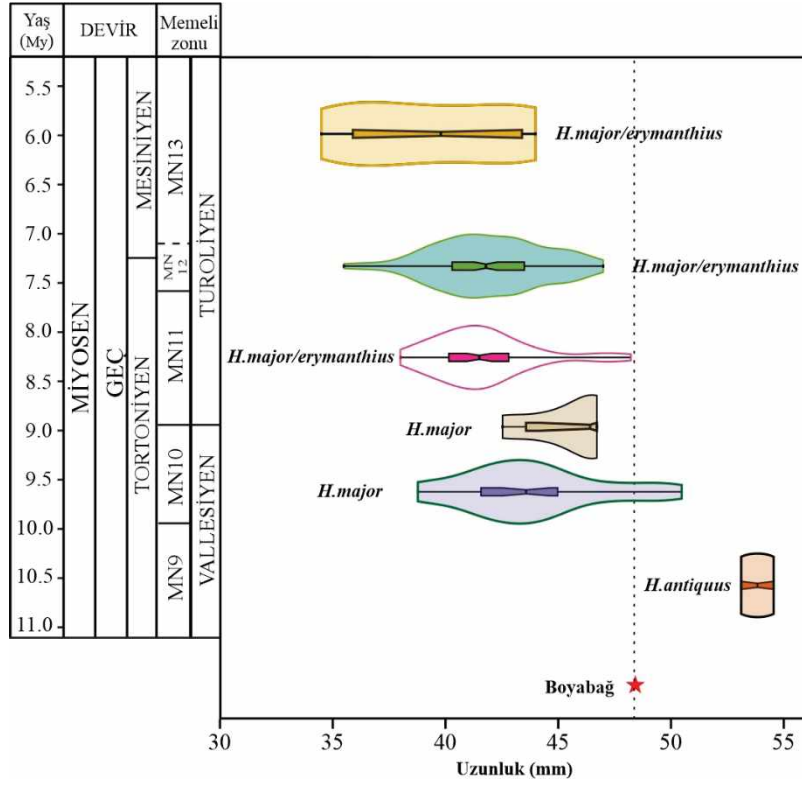 Yaş
(My)
DEVİR
Memeli
zonu
5.5
6.0
6.5
7.0
7.5
8.0
8.5
9.0
9.5
10.0
10.5
11.0
MİYOSEN
GEÇ
MESİNİYEN
TORTONİYEN
MN13
MN
12
MN11
MN10
MN9
TUROLİYEN
VALLESİYEN
H.major/erymanthius
H.major/erymanthius
H.major/erymanthius
H.major
H.major
H.antiquus
Boyabağ
30
40
45
50
55
Uzunluk (mm)